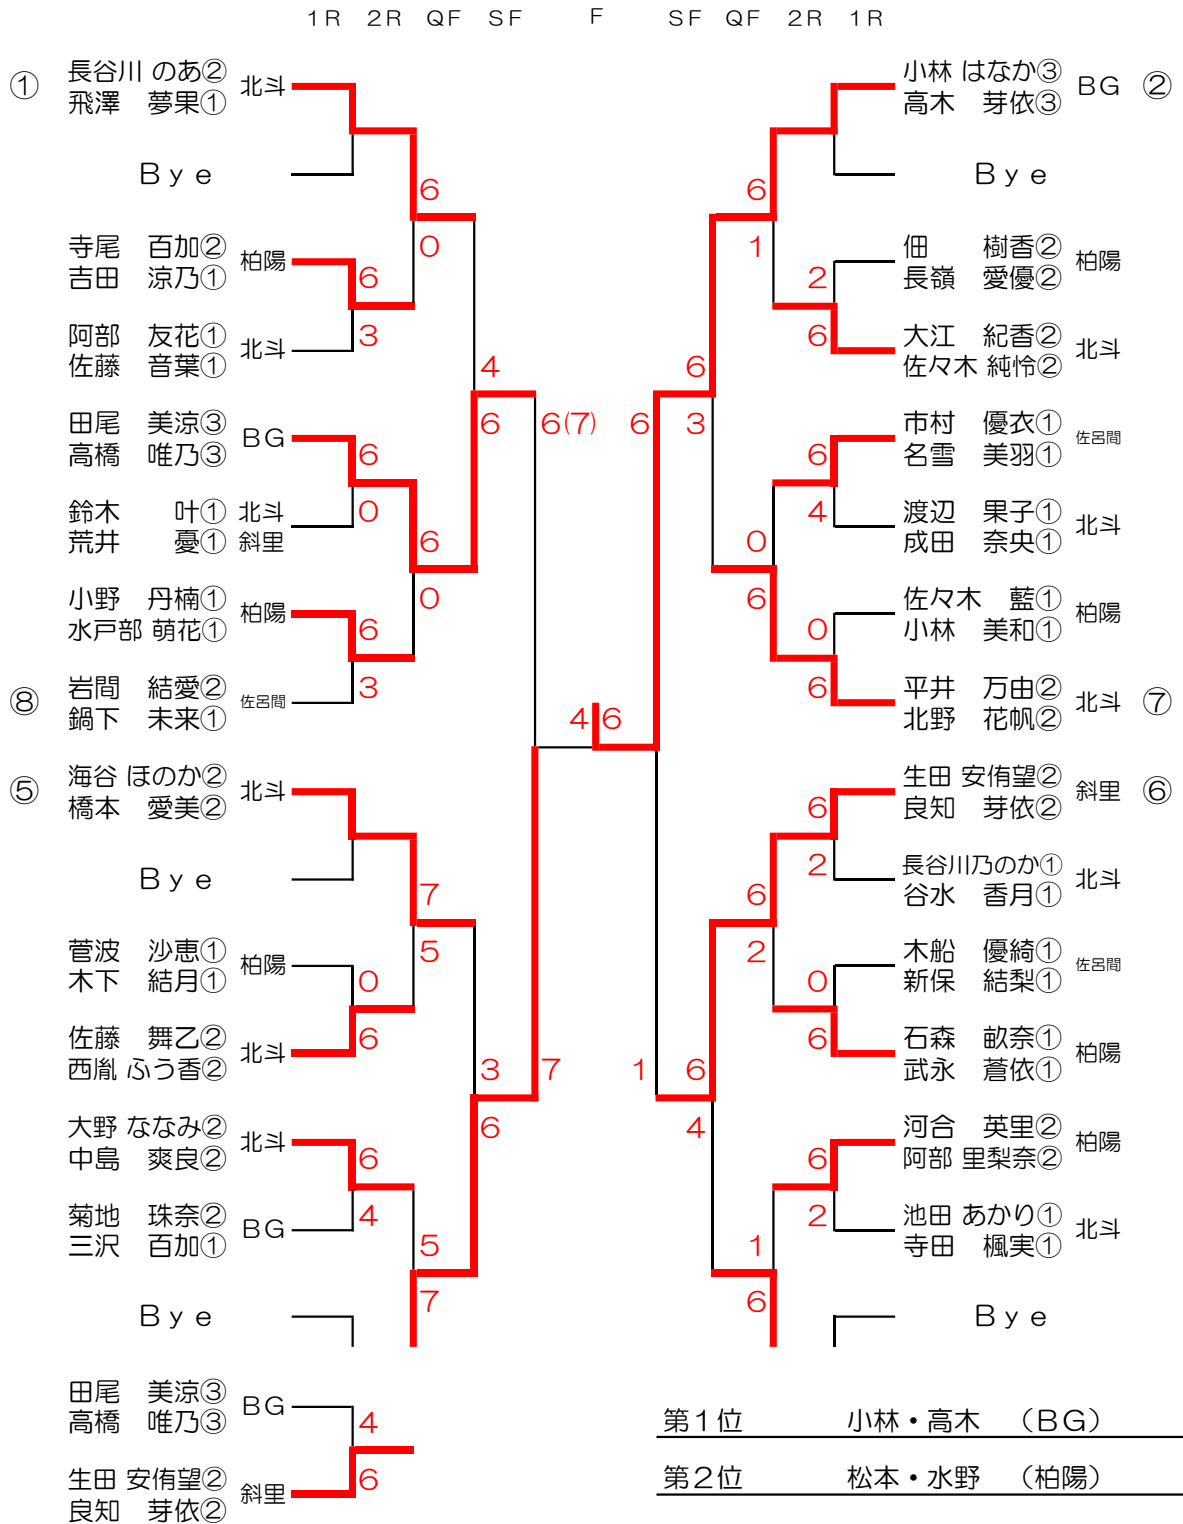 1R 2R QF SF F SF QF 2R 1R
① 長谷川 のあ② 北斗
飛澤 夢果①
Bye
6
0
寺尾 百加② 柏陽
吉田 涼乃①
6
3
阿部 友花① 北斗
佐藤 音葉①
4
6
6(7)
田尾 美涼③ BG
高橋 唯乃③
6
0
鈴木 叶① 北斗
荒井 憂① 斜里
6
0
小野 丹楠① 柏陽
水戸部 萌花①
6
3
⑧ 岩間 結愛② 佐呂間
鍋下 未来①
4 6
⑤ 海谷 ほのか② 北斗
橋本 愛美②
Bye
7
5
菅波 沙恵① 柏陽
木下 結月①
0
6
佐藤 舞乙② 北斗
西胤 ふう香②
3
6
7
大野 ななみ② 北斗
中島 爽良②
6
4
菊地 珠奈② BG
三沢 百加①
5
7
Bye
小林 はなか③ BG ②
高木 芽依③
Bye
6
1
佃 樹香② 柏陽
長嶺 愛優②
2
6
大江 紀香② 北斗
佐々木 純怜②
6
3
6
市村 優衣① 佐呂間
名雪 美羽①
6
4
渡辺 果子① 北斗
成田 奈央①
0
6
佐々木 藍① 柏陽
小林 美和①
0
6
平井 万由② 北斗 ⑦
北野 花帆②
生田 安侑望② 斜里 ⑥
良知 芽依②
6
2
長谷川乃のか① 北斗
谷水 香月①
6
2
木船 優綺① 佐呂間
新保 結梨①
0
6
石森 畝奈① 柏陽
武永 蒼依①
1
6
4
河合 英里② 柏陽
阿部 里梨奈②
6
2
池田 あかり① 北斗
寺田 楓実①
1
6
Bye
田尾 美涼③ BG
高橋 唯乃③
4
6
生田 安侑望② 斜里
良知 芽依②
第1位 小林・高木 (BG)
第2位 松本・水野 (柏陽)